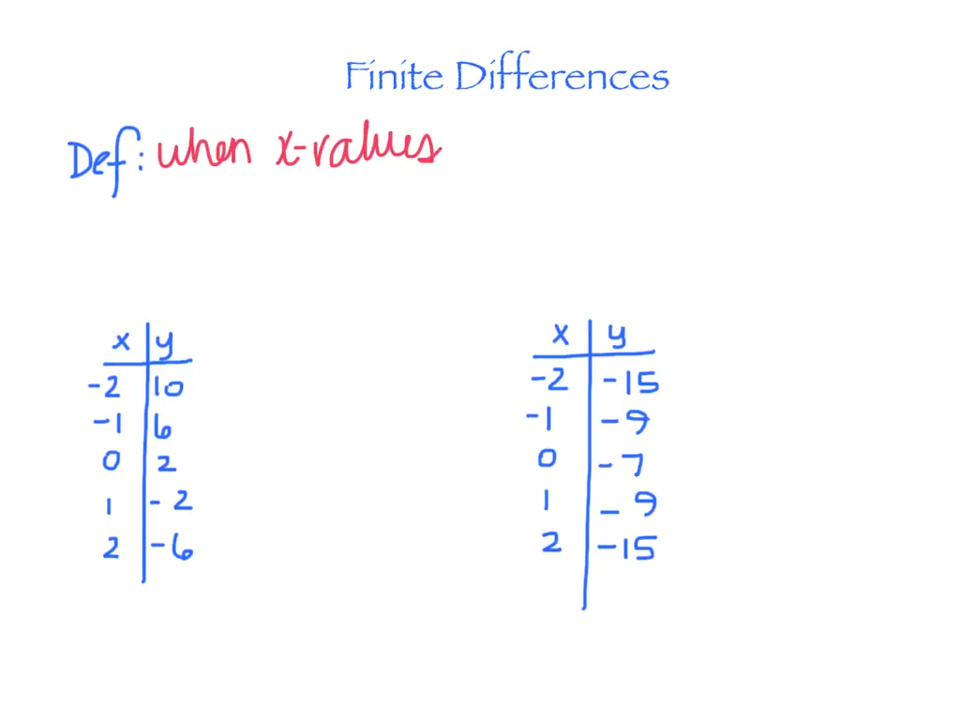 Finite Differences
Def: when x-values
x y
-2 10
-1 6
0 2
1 -2
2 -6
x y
-2 -15
-1 -9
0 -7
1 -9
2 -15